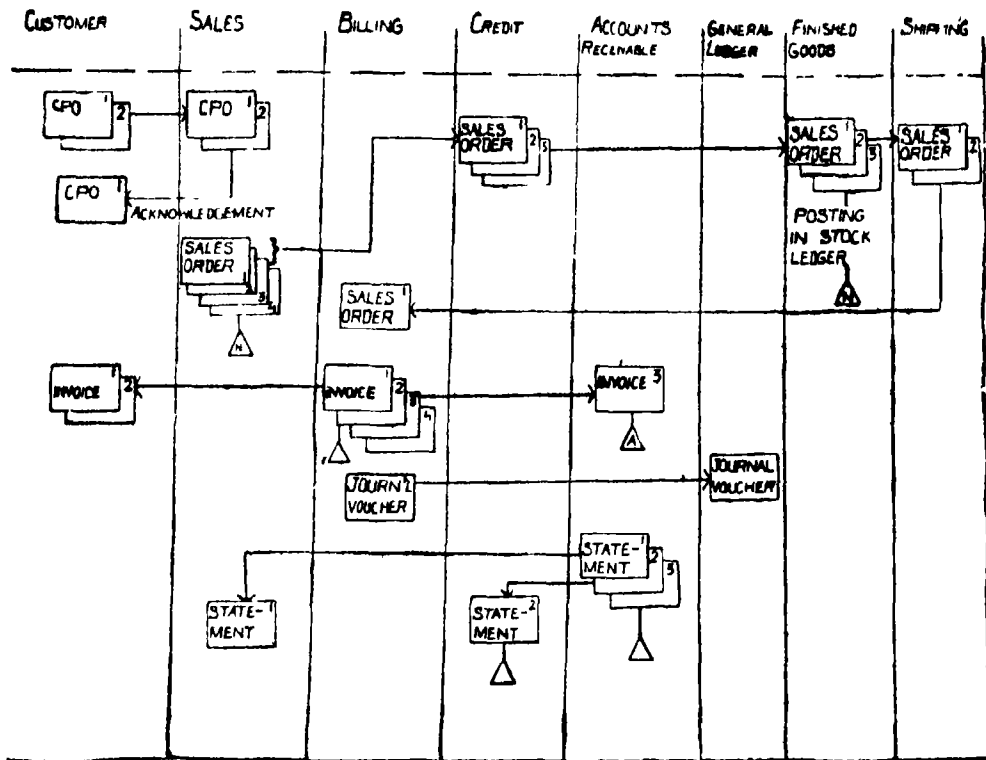 CUSTOMER
SALES
BILLING
CREDIT
ACCOUNTS
RECEIVABLE
GENERAL
LEDGER
FINISHED
GOODS
SHIPPING
CPO 1
2
CPO 1
2
SALES 1
ORDER
2
3
SALES 1
ORDER
2
3
SALES 1
ORDER
2
CPO 1
ACKNOWLEDGEMENT
POSTING
IN STOCK
LEDGER
N
SALES
ORDER
3
4
N
SALES 1
ORDER
INVOICE 1
2
INVOICE 1
2
3
4
INVOICE 3
A
JOURN
VOUCHER
JOURNAL
VOUCHER
STATE- 1
MENT
2
3
STATE- 1
MENT
STATE- 2
MENT